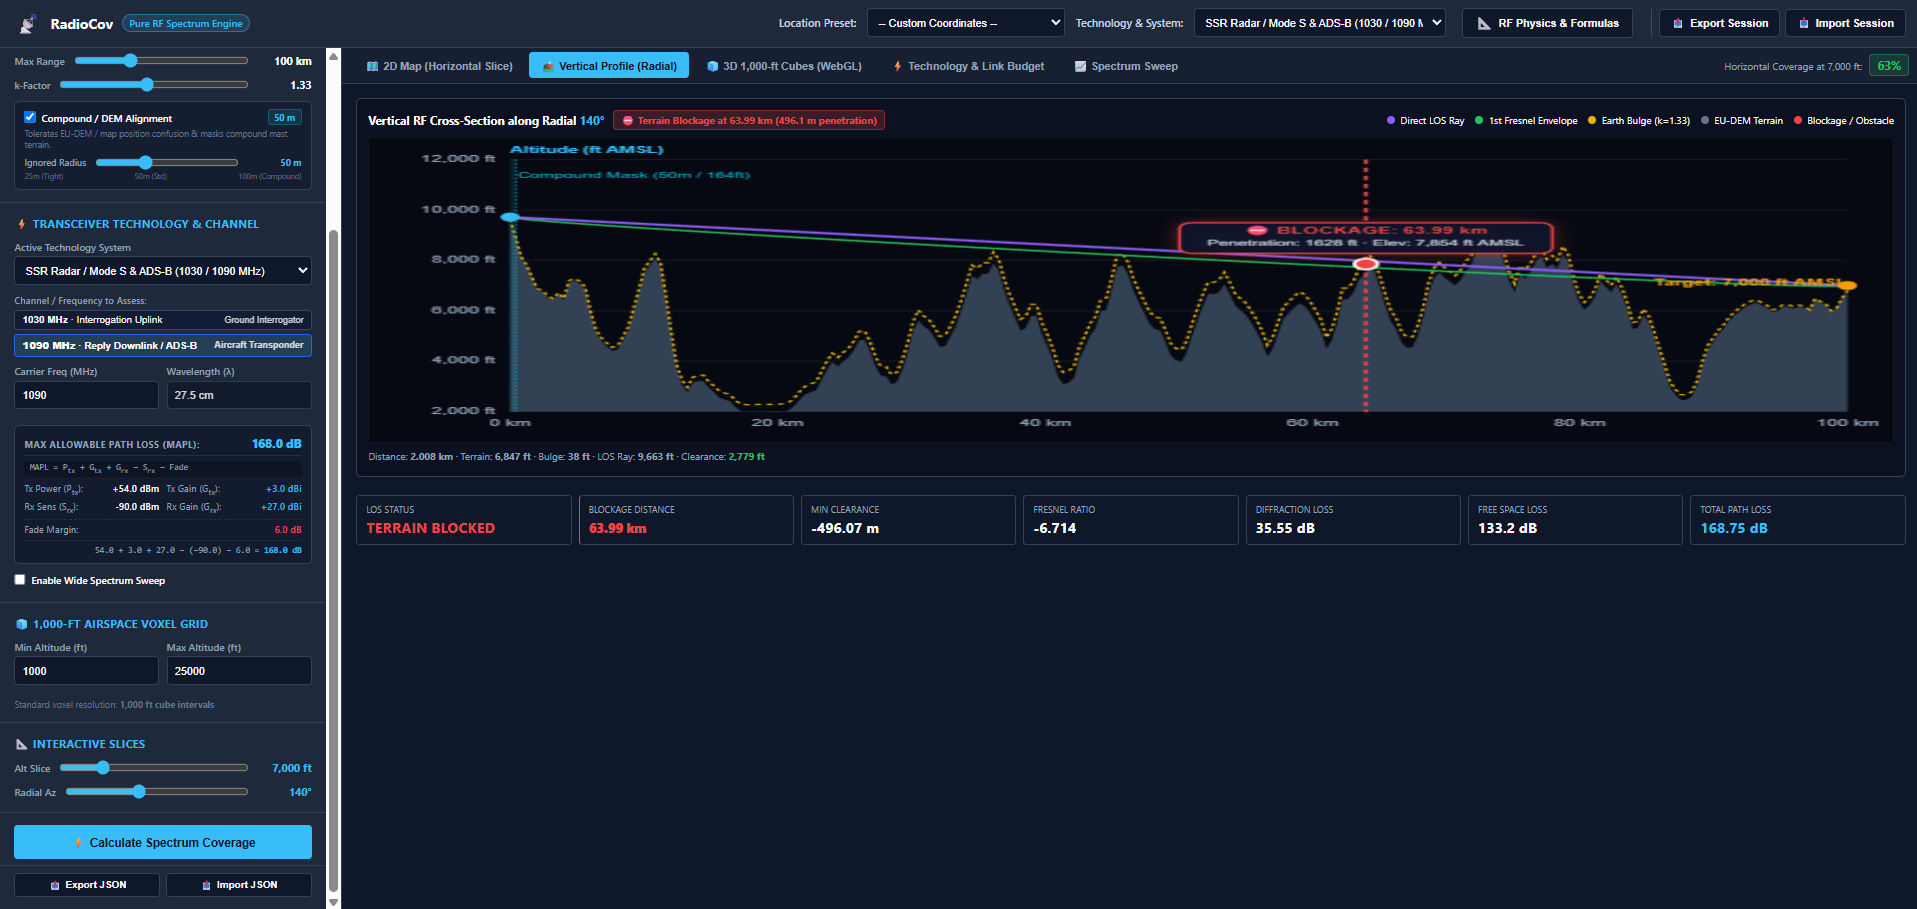 RadioCov Pure RF Spectrum Engine
Location Preset: -- Custom Coordinates --
Technology & System: SSR Radar / Mode S & ADS-B (1030 / 1090 M
RF Physics & Formulas
Export Session
Import Session
Max Range 100 km
k-Factor 1.33
Compound / DEM Alignment 50 m
Tolerates EU-DEM / map position confusion & masks compound mast
terrain.
Ignored Radius 50 m
25m (Tight) 50m (Std) 100m (Compound)
TRANSCEIVER TECHNOLOGY & CHANNEL
Active Technology System
SSR Radar / Mode S & ADS-B (1030 / 1090 MHz)
Channel / Frequency to Assess:
1030 MHz · Interrogation Uplink Ground Interrogator
1090 MHz · Reply Downlink / ADS-B Aircraft Transponder
Carrier Freq (MHz) Wavelength (λ)
1090 27.5 cm
MAX ALLOWABLE PATH LOSS (MAPL): 168.0 dB
MAPL = Ptx + Gtx + Grx − Srx − Fade
Tx Power (Ptx): +54.0 dBm Tx Gain (Gtx): +3.0 dBi
Rx Sens (Srx): -90.0 dBm Rx Gain (Grx): +27.0 dBi
Fade Margin: 6.0 dB
54.0 + 3.0 + 27.0 − (−90.0) − 6.0 = 168.0 dB
Enable Wide Spectrum Sweep
1,000-FT AIRSPACE VOXEL GRID
Min Altitude (ft) Max Altitude (ft)
1000 25000
Standard voxel resolution: 1,000 ft cube intervals
INTERACTIVE SLICES
Alt Slice 7,000 ft
Radial Az 140°
Calculate Spectrum Coverage
Export JSON Import JSON
2D Map (Horizontal Slice)
Vertical Profile (Radial)
3D 1,000-ft Cubes (WebGL)
Technology & Link Budget
Spectrum Sweep
Horizontal Coverage at 7,000 ft: 63%
Vertical RF Cross-Section along Radial 140° Terrain Blockage at 63.99 km (496.1 m penetration)
Direct LOS Ray 1st Fresnel Envelope Earth Bulge (k=1.33) EU-DEM Terrain Blockage / Obstacle
Altitude (ft AMSL)
12,000 ft
Compound Mask (50m / 164ft)
10,000 ft
BLOCKAGE: 63.99 km
Penetration: 1628 ft · Elev: 7,854 ft AMSL
8,000 ft
Target: 7,000 ft AMSL
6,000 ft
4,000 ft
2,000 ft
0 km 20 km 40 km 60 km 80 km 100 km
Distance: 2.008 km · Terrain: 6,847 ft · Bulge: 38 ft · LOS Ray: 9,663 ft · Clearance: 2,779 ft
LOS STATUS
TERRAIN BLOCKED
BLOCKAGE DISTANCE
63.99 km
MIN CLEARANCE
-496.07 m
FRESNEL RATIO
-6.714
DIFFRACTION LOSS
35.55 dB
FREE SPACE LOSS
133.2 dB
TOTAL PATH LOSS
168.75 dB